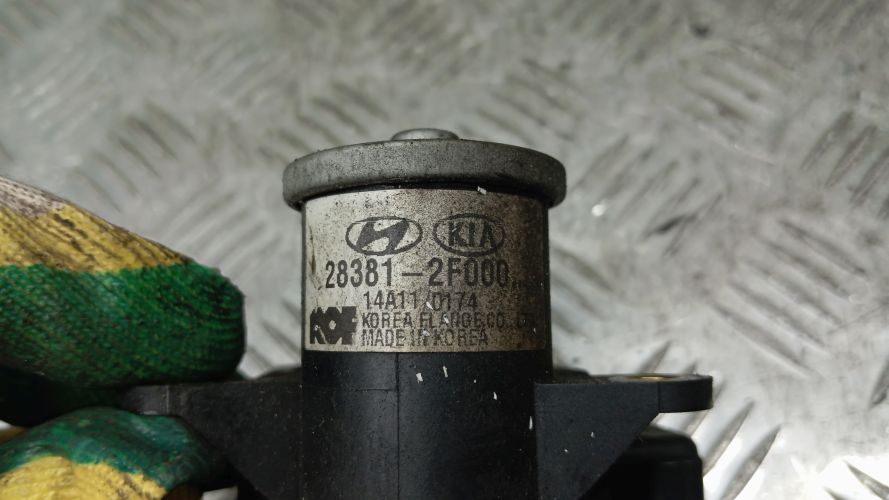 KIA
28381-2F000
14A11 0174
KOF KOREA FLANGE CO.,
MADE IN KOREA